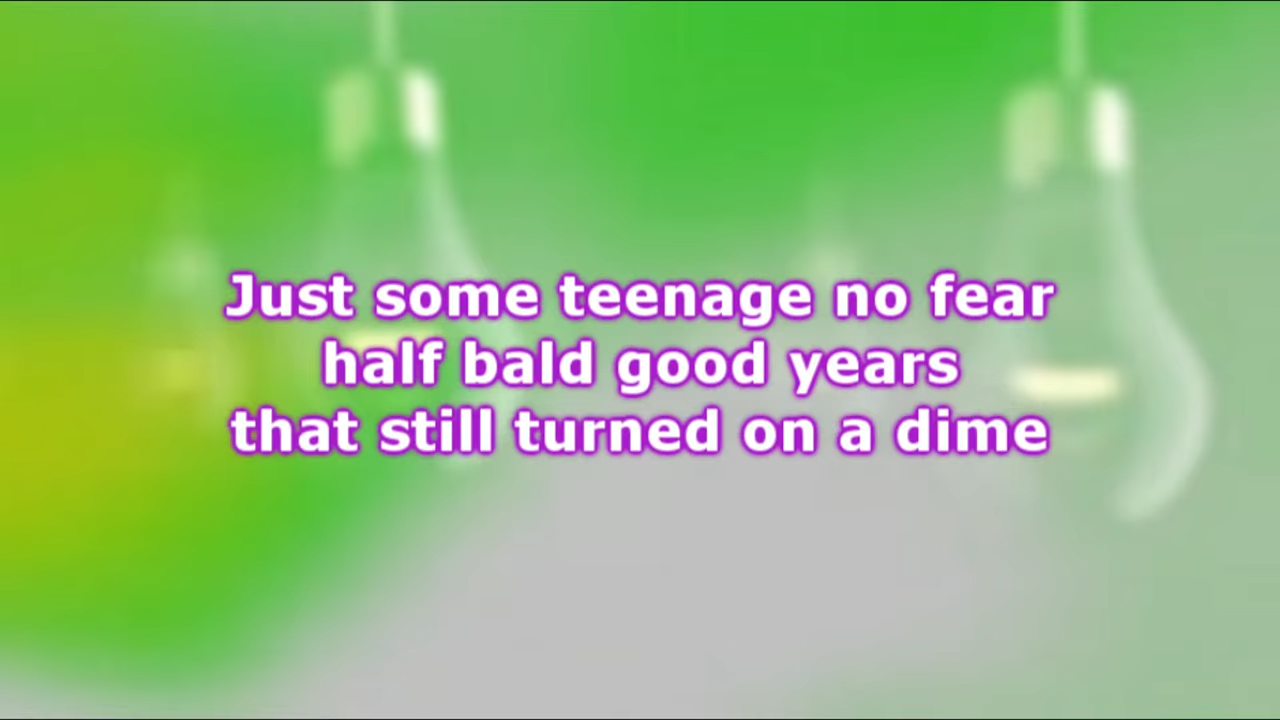 Just some teenage no fear
half bald good years
that still turned on a dime